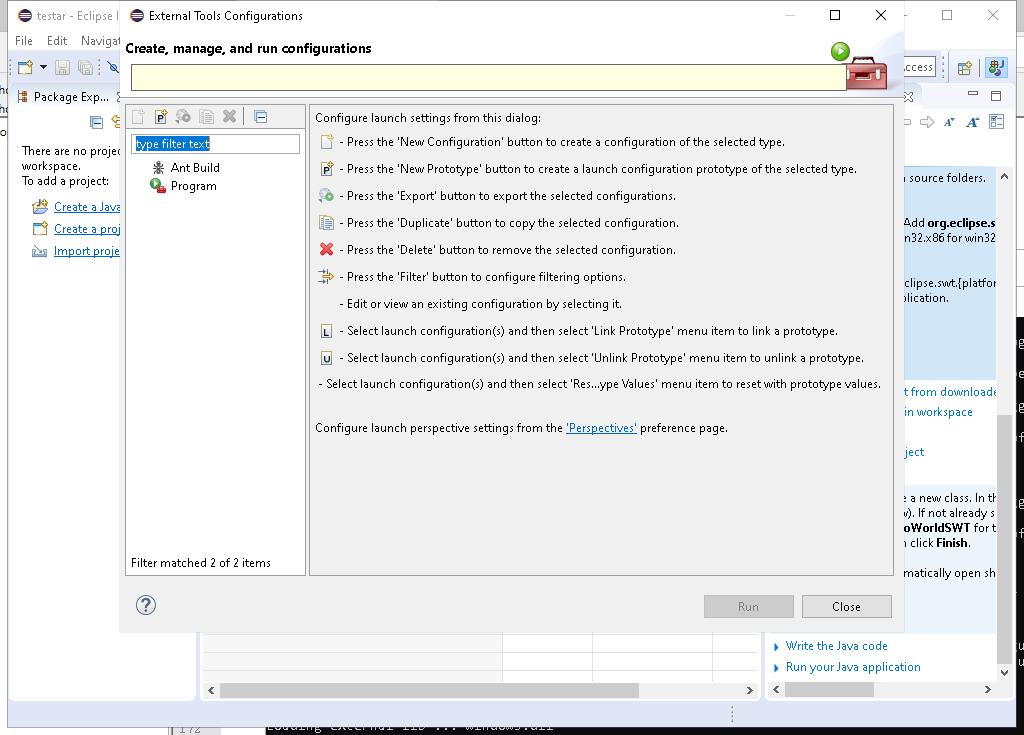 testar - Eclipse I
External Tools Configurations
File Edit Navigat
Create, manage, and run configurations
ccess
Package Exp...
type filter text
Ant Build
Program
Filter matched 2 of 2 items
There are no projec
workspace.
To add a project:
Create a Java
Create a proj
Import proje
Configure launch settings from this dialog:
- Press the 'New Configuration' button to create a configuration of the selected type.
- Press the 'New Prototype' button to create a launch configuration prototype of the selected type.
- Press the 'Export' button to export the selected configurations.
- Press the 'Duplicate' button to copy the selected configuration.
- Press the 'Delete' button to remove the selected configuration.
- Press the 'Filter' button to configure filtering options.
- Edit or view an existing configuration by selecting it.
L - Select launch configuration(s) and then select 'Link Prototype' menu item to link a prototype.
U - Select launch configuration(s) and then select 'Unlink Prototype' menu item to unlink a prototype.
- Select launch configuration(s) and then select 'Res...ype Values' menu item to reset with prototype values.
Configure launch perspective settings from the 'Perspectives' preference page.
Run
Close
source folders.
Add org.eclipse.s
n32.x86 for win32
clipse.swt.{platfor
lication.
t from downloade
in workspace
ject
e a new class. In th
w). If not already s
oWorldSWT for t
click Finish.
matically open sh
Write the Java code
Run your Java application
172
Loading external lib ... windows.dll